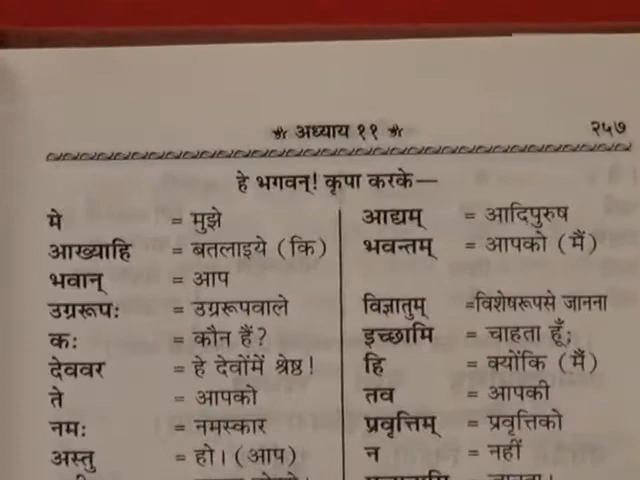 अध्याय ११
२५७
हे भगवन्! कृपा करके—
मे = मुझे
आख्याहि = बतलाइये (कि)
भवान् = आप
उग्ररूपः = उग्ररूपवाले
कः = कौन हैं?
देववर = हे देवोंमें श्रेष्ठ!
ते = आपको
नमः = नमस्कार
अस्तु = हो। (आप)
आद्यम् = आदिपुरुष
भवन्तम् = आपको (मैं)
विज्ञातुम् =विशेषरूपसे जानना
इच्छामि = चाहता हूँ;
हि = क्योंकि (मैं)
तव = आपकी
प्रवृत्तिम् = प्रवृत्तिको
न = नहीं